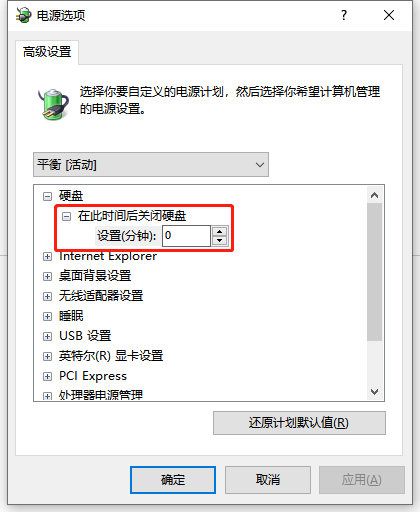 电源选项
高级设置
选择你要自定义的电源计划，然后选择你希望计算机管理
的电源设置。
平衡 [活动]
硬盘
在此时间后关闭硬盘
设置(分钟): 0
Internet Explorer
桌面背景设置
无线适配器设置
睡眠
USB 设置
英特尔(R) 显卡设置
PCI Express
处理器电源管理
还原计划默认值(R)
确定 取消 应用(A)